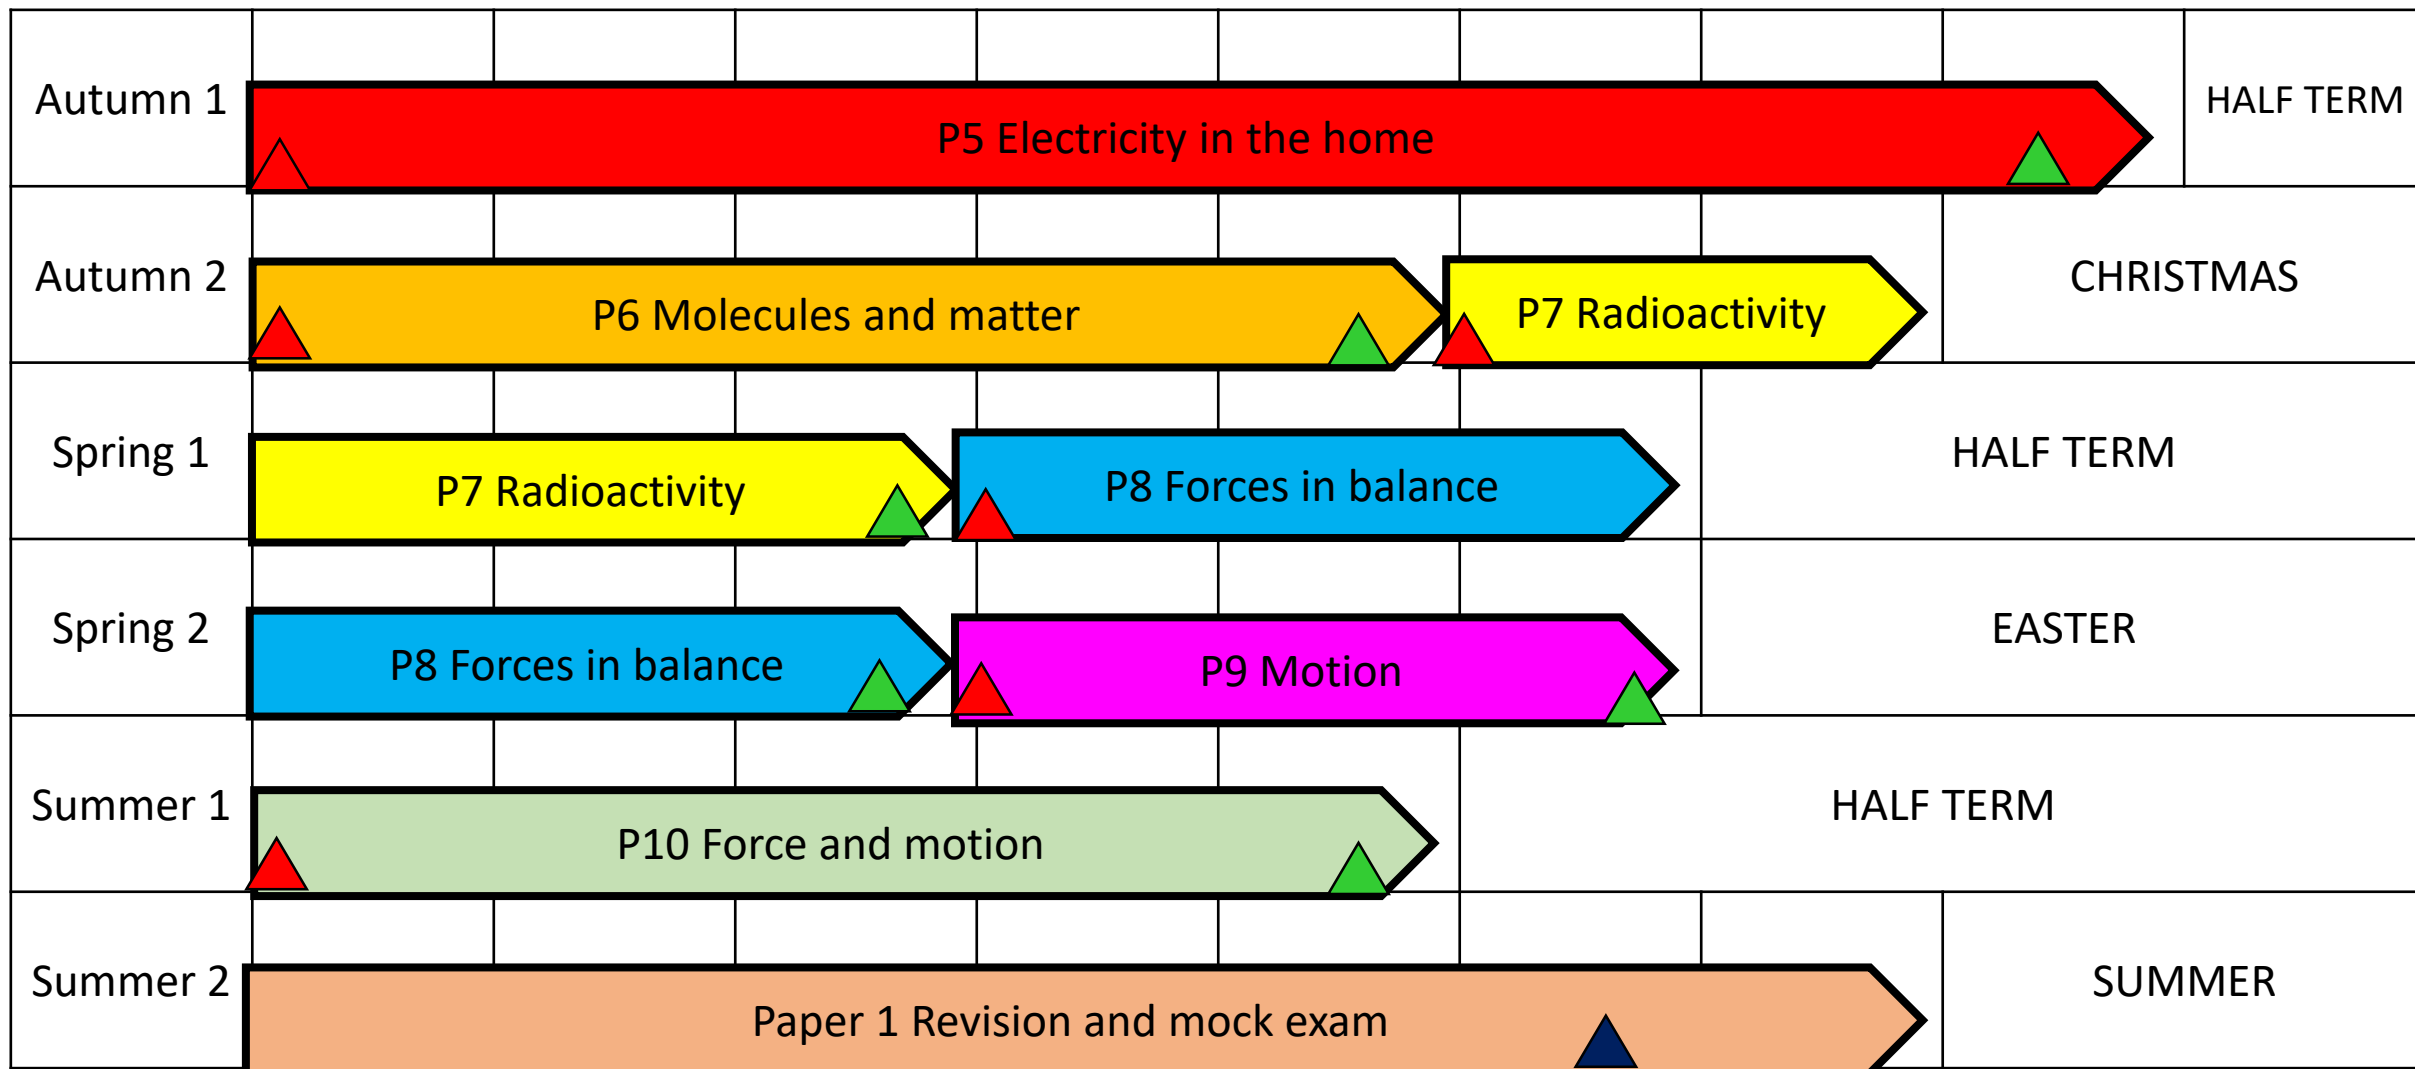 Autumn 1
P5 Electricity in the home
HALF TERM
Autumn 2
P6 Molecules and matter
P7 Radioactivity
CHRISTMAS
Spring 1
P7 Radioactivity
P8 Forces in balance
HALF TERM
Spring 2
P8 Forces in balance
P9 Motion
EASTER
Summer 1
P10 Force and motion
HALF TERM
Summer 2
Paper 1 Revision and mock exam
SUMMER